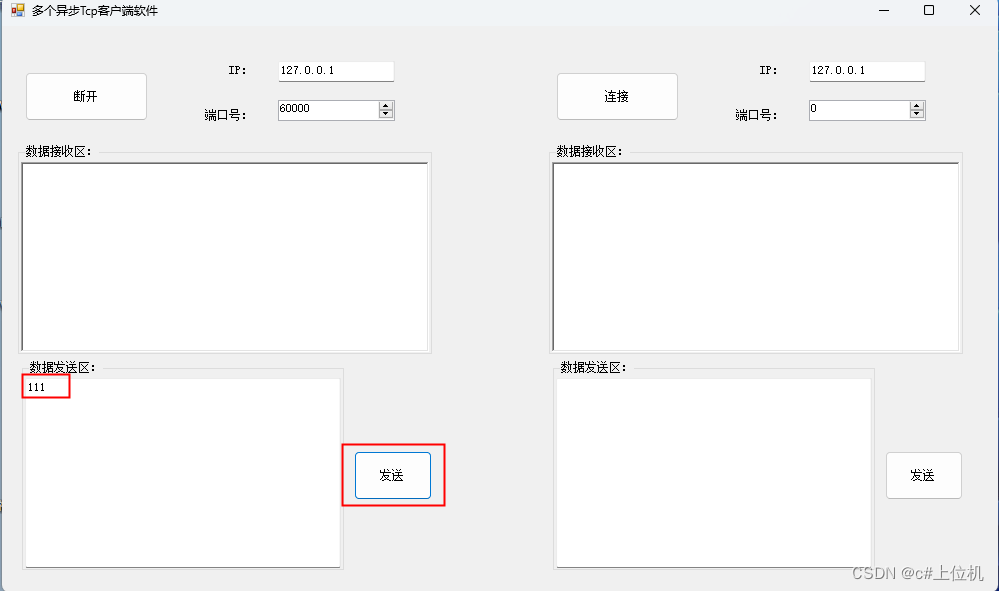 多个异步Tcp客户端软件
断开
IP:
127.0.0.1
端口号:
60000
数据接收区:
数据发送区:
111
发送
连接
IP:
127.0.0.1
端口号:
0
数据接收区:
数据发送区:
发送
CSDN @c#上位机